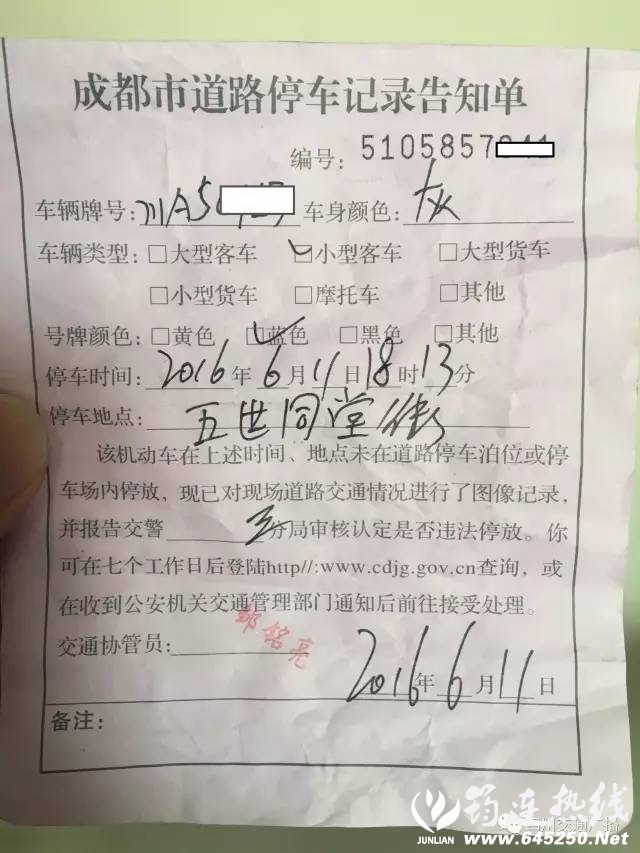 成都市道路停车记录告知单
编号: 5105857
车辆牌号: 川A5 车身颜色: 灰
车辆类型: □大型客车 ☑小型客车 □大型货车
□小型货车 □摩托车 □其他
号牌颜色: □黄色 ☑蓝色 □黑色 □其他
停车时间: 2016年6月11日18时13分
停车地点: 五世同堂街
该机动车在上述时间、地点未在道路停车泊位或停
车场内停放，现已对现场道路交通情况进行了图像记录，
并报告交警 三分局审核认定是否违法停放。你
可在七个工作日后登陆http//:www.cdjg.gov.cn查询，或
在收到公安机关交通管理部门通知后前往接受处理。
交通协管员: 邹铭亮
2016年6月11日
备注:
筠连热线
JUNLIAN www.645250.Net